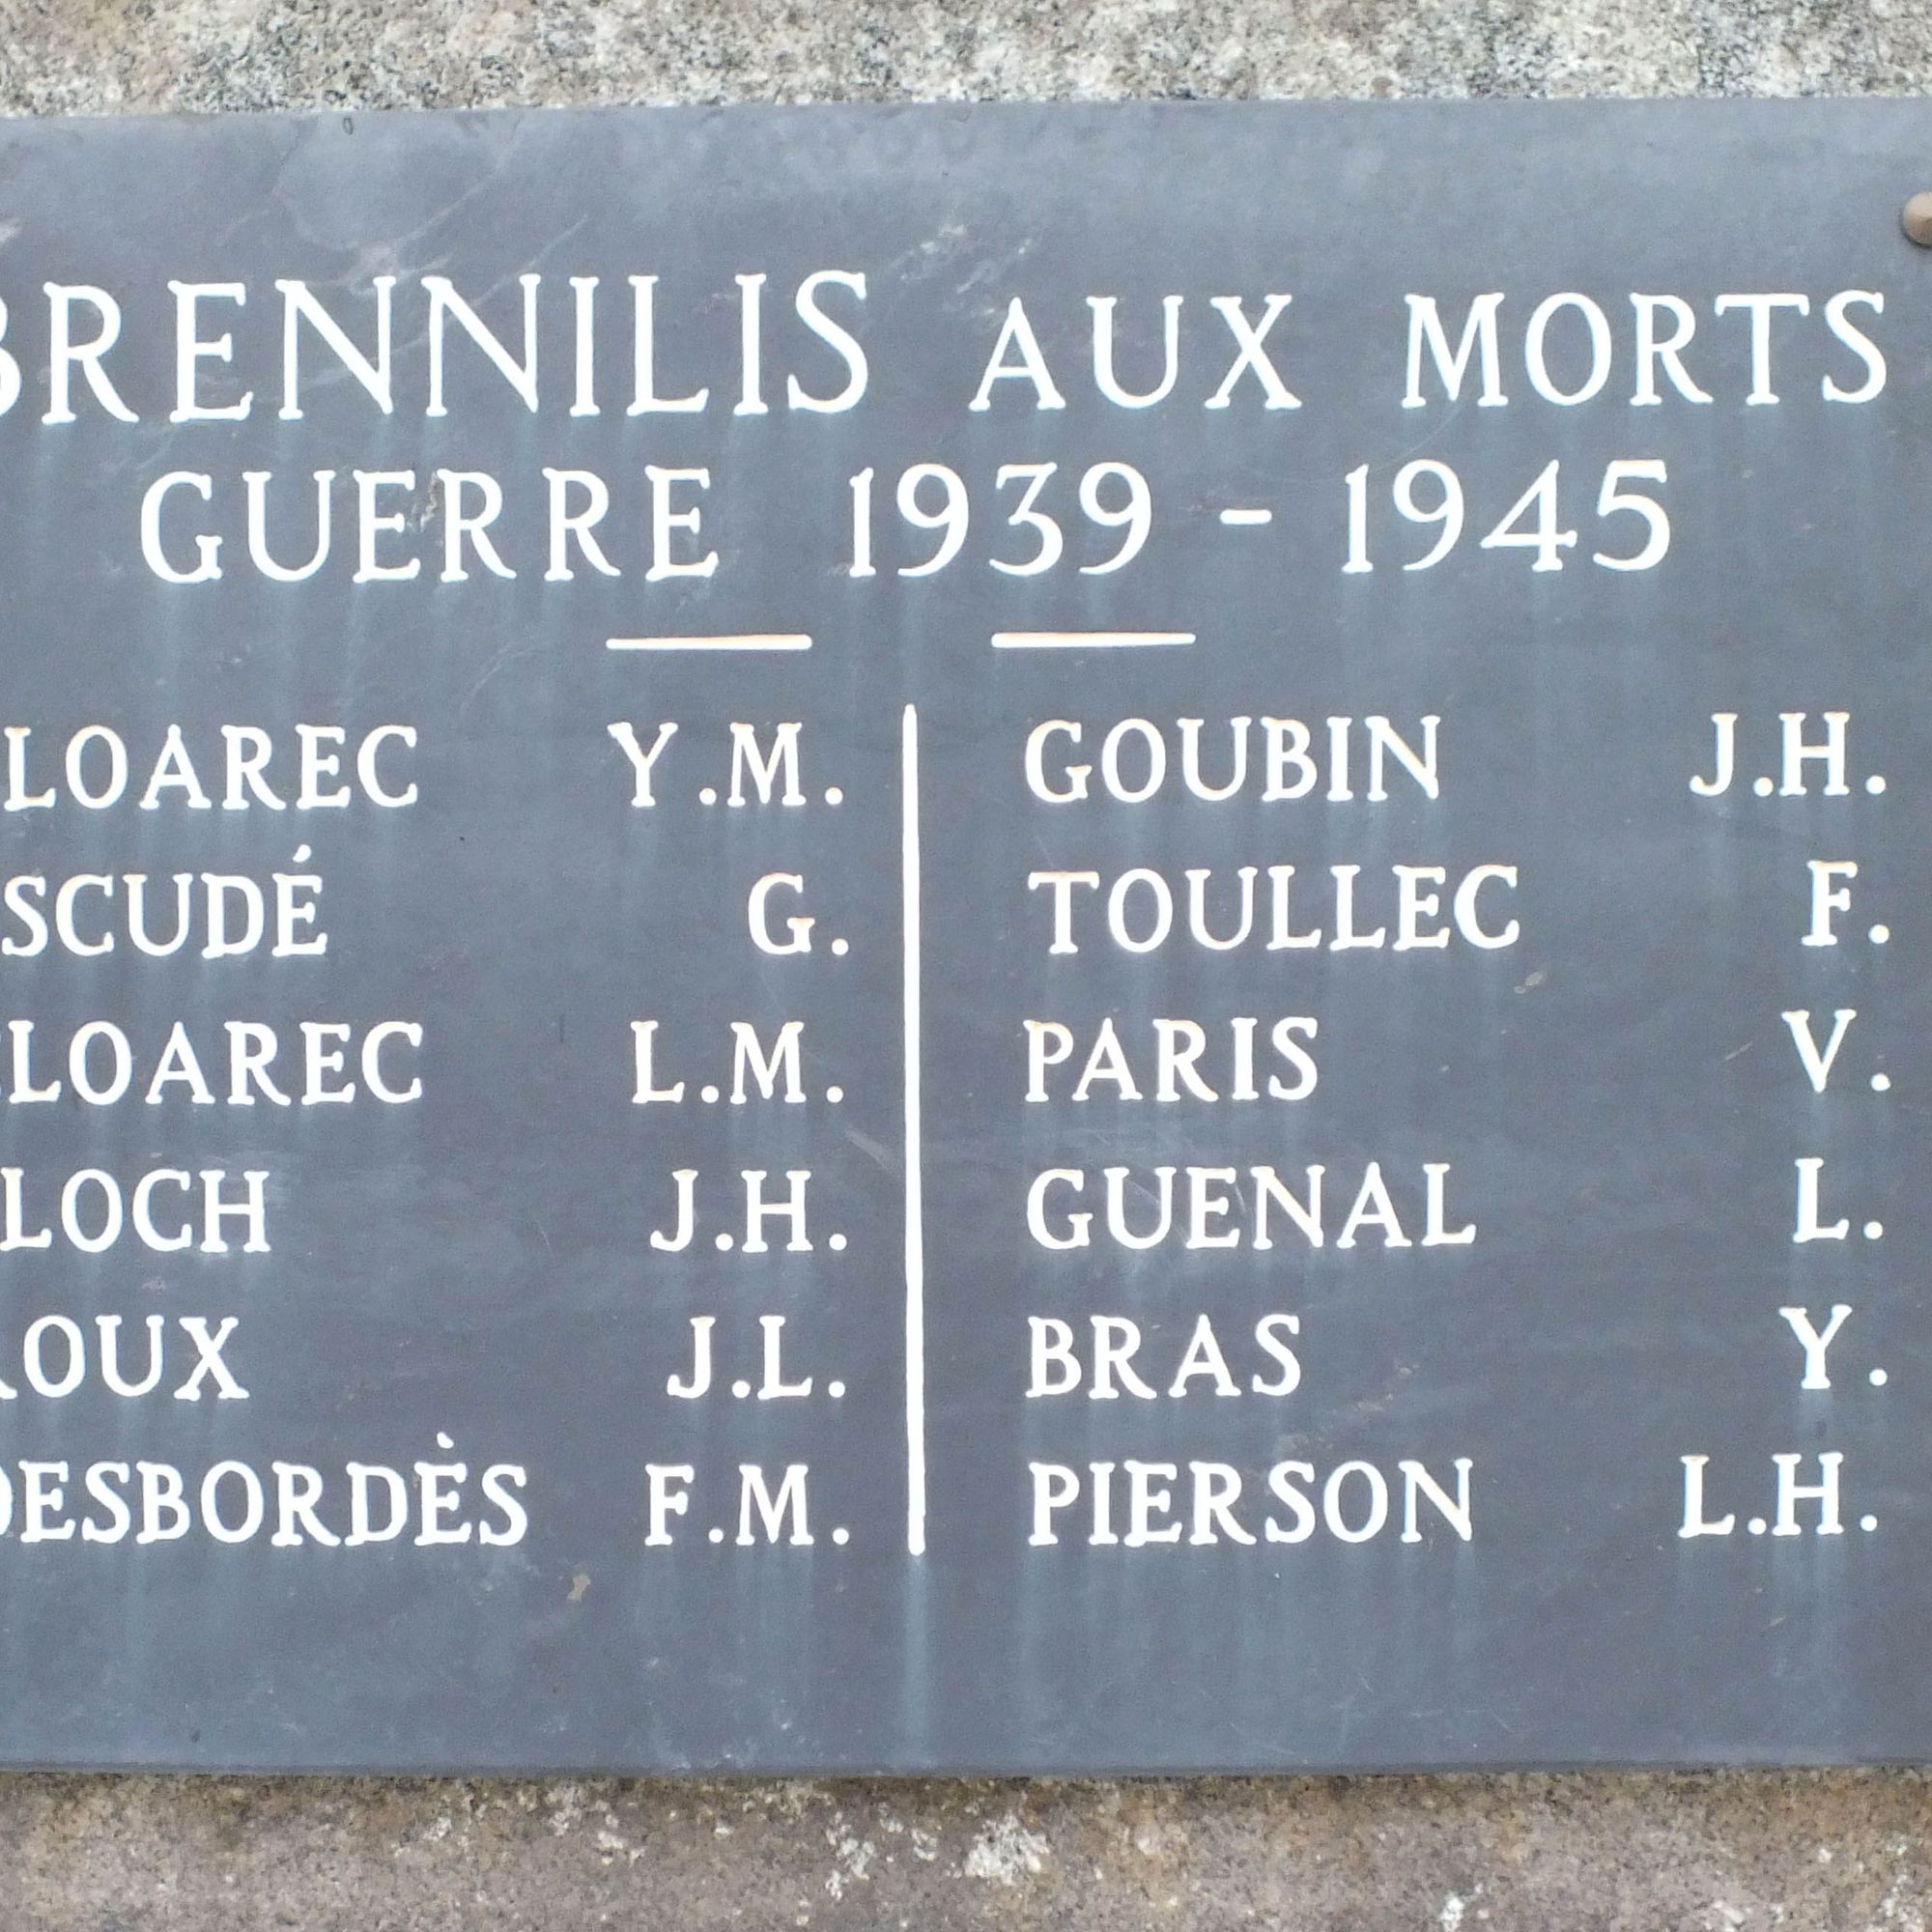 BRENNILIS AUX MORTS
GUERRE 1939 - 1945
LOAREC Y.M.
SCUDÉ G.
LOAREC L.M.
LOCH J.H.
ROUX J.L.
DESBORDÈS F.M.
GOUBIN J.H.
TOULLEC F.
PARIS V.
GUENAL L.
BRAS Y.
PIERSON L.H.